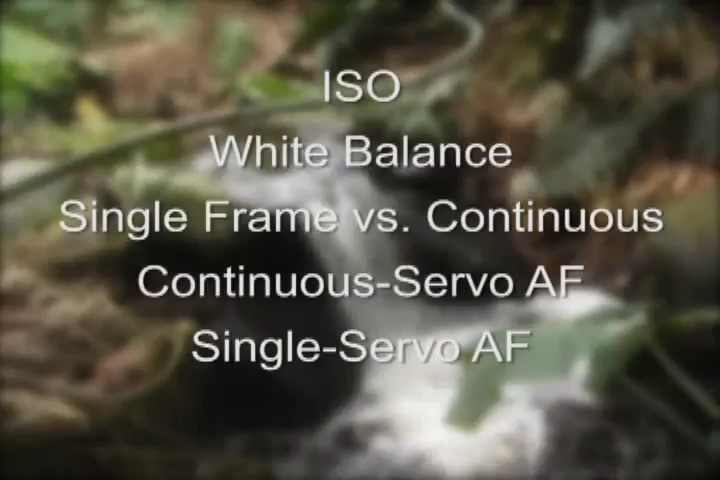 ISO
White Balance
Single Frame vs. Continuous
Continuous-Servo AF
Single-Servo AF